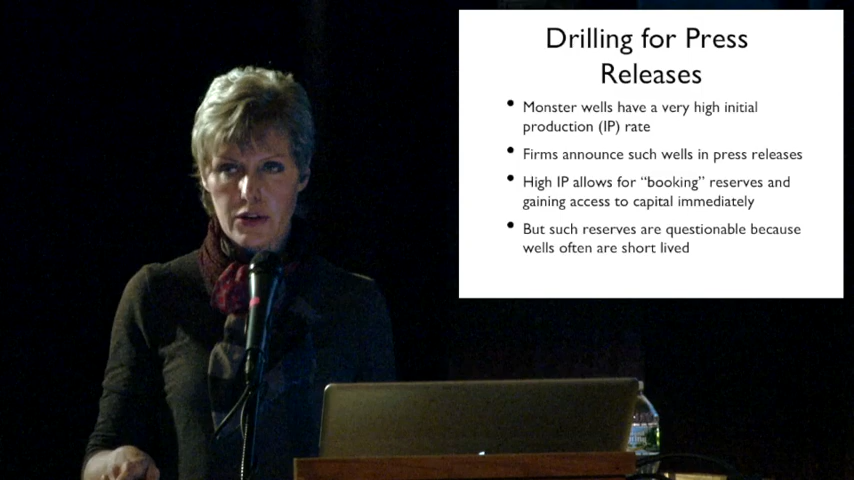 Drilling for Press
Releases
• Monster wells have a very high initial
production (IP) rate
• Firms announce such wells in press releases
• High IP allows for “booking” reserves and
gaining access to capital immediately
• But such reserves are questionable because
wells often are short lived